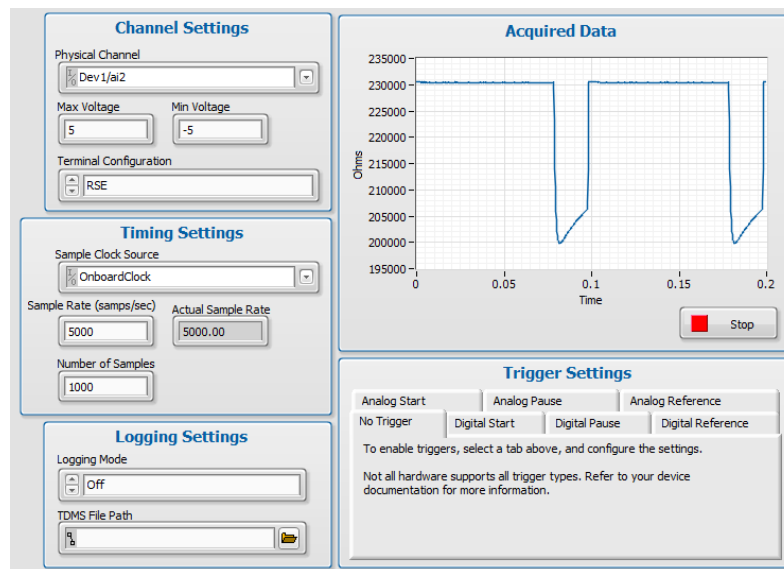 Channel Settings
Physical Channel
Dev1/ai2
Max Voltage
Min Voltage
5
-5
Terminal Configuration
RSE
Timing Settings
Sample Clock Source
OnboardClock
Sample Rate (samps/sec)
Actual Sample Rate
5000
5000.00
Number of Samples
1000
Logging Settings
Logging Mode
Off
TDMS File Path
Acquired Data
235000
230000
225000
220000
215000
210000
205000
200000
195000
Ohms
0
0.05
0.1
0.15
0.2
Time
Stop
Trigger Settings
Analog Start
Analog Pause
Analog Reference
No Trigger
Digital Start
Digital Pause
Digital Reference
To enable triggers, select a tab above, and configure the settings.
Not all hardware supports all trigger types. Refer to your device
documentation for more information.